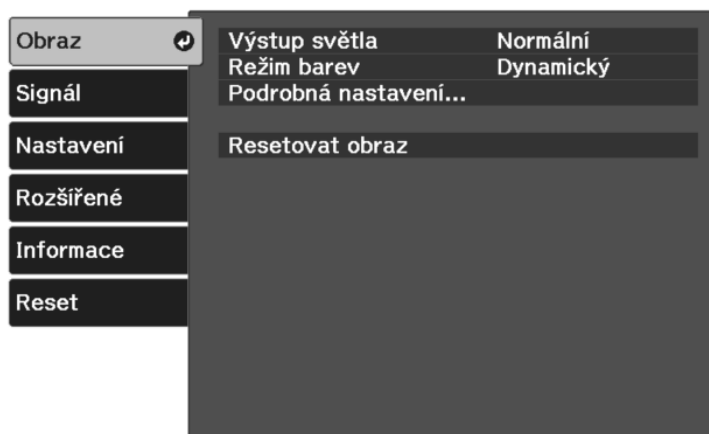 Obraz
Signál
Nastavení
Rozšířené
Informace
Reset
Výstup světla Normální
Režim barev Dynamický
Podrobná nastavení...
Resetovat obraz